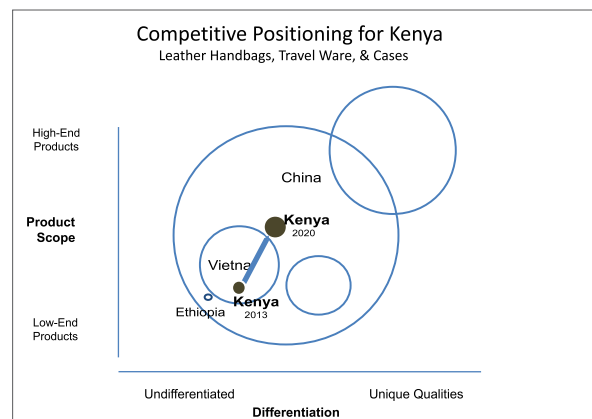 Competitive Positioning for Kenya
Leather Handbags, Travel Ware, & Cases
High-End
Products
China
Product
Scope
Kenya
2020
Vietna
Kenya
2013
Ethiopia
Low-End
Products
Undifferentiated
Unique Qualities
Differentiation